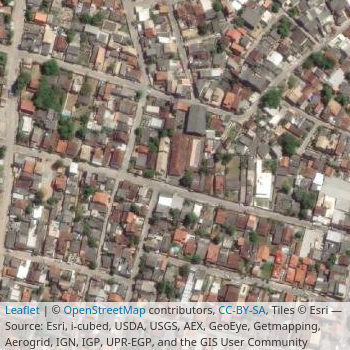 Leaflet | © OpenStreetMap contributors, CC-BY-SA, Tiles © Esri —
Source: Esri, i-cubed, USDA, USGS, AEX, GeoEye, Getmapping,
Aerogrid, IGN, IGP, UPR-EGP, and the GIS User Community